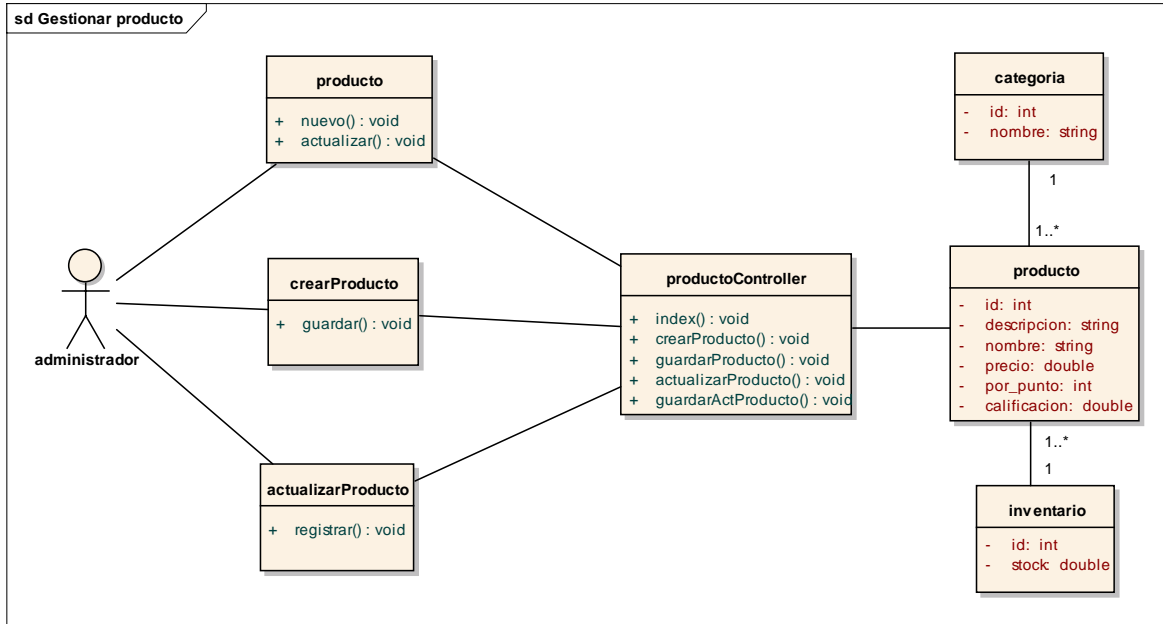 sd Gestionar producto
producto
+ nuevo() : void
+ actualizar() : void
categoria
- id: int
- nombre: string
1
1..*
administrador
crearProducto
+ guardar() : void
productoController
+ index() : void
+ crearProducto() : void
+ guardarProducto() : void
+ actualizarProducto() : void
+ guardarActProducto() : void
producto
- id: int
- descripcion: string
- nombre: string
- precio: double
- por_punto: int
- calificacion: double
1..*
1
actualizarProducto
+ registrar() : void
inventario
- id: int
- stock: double